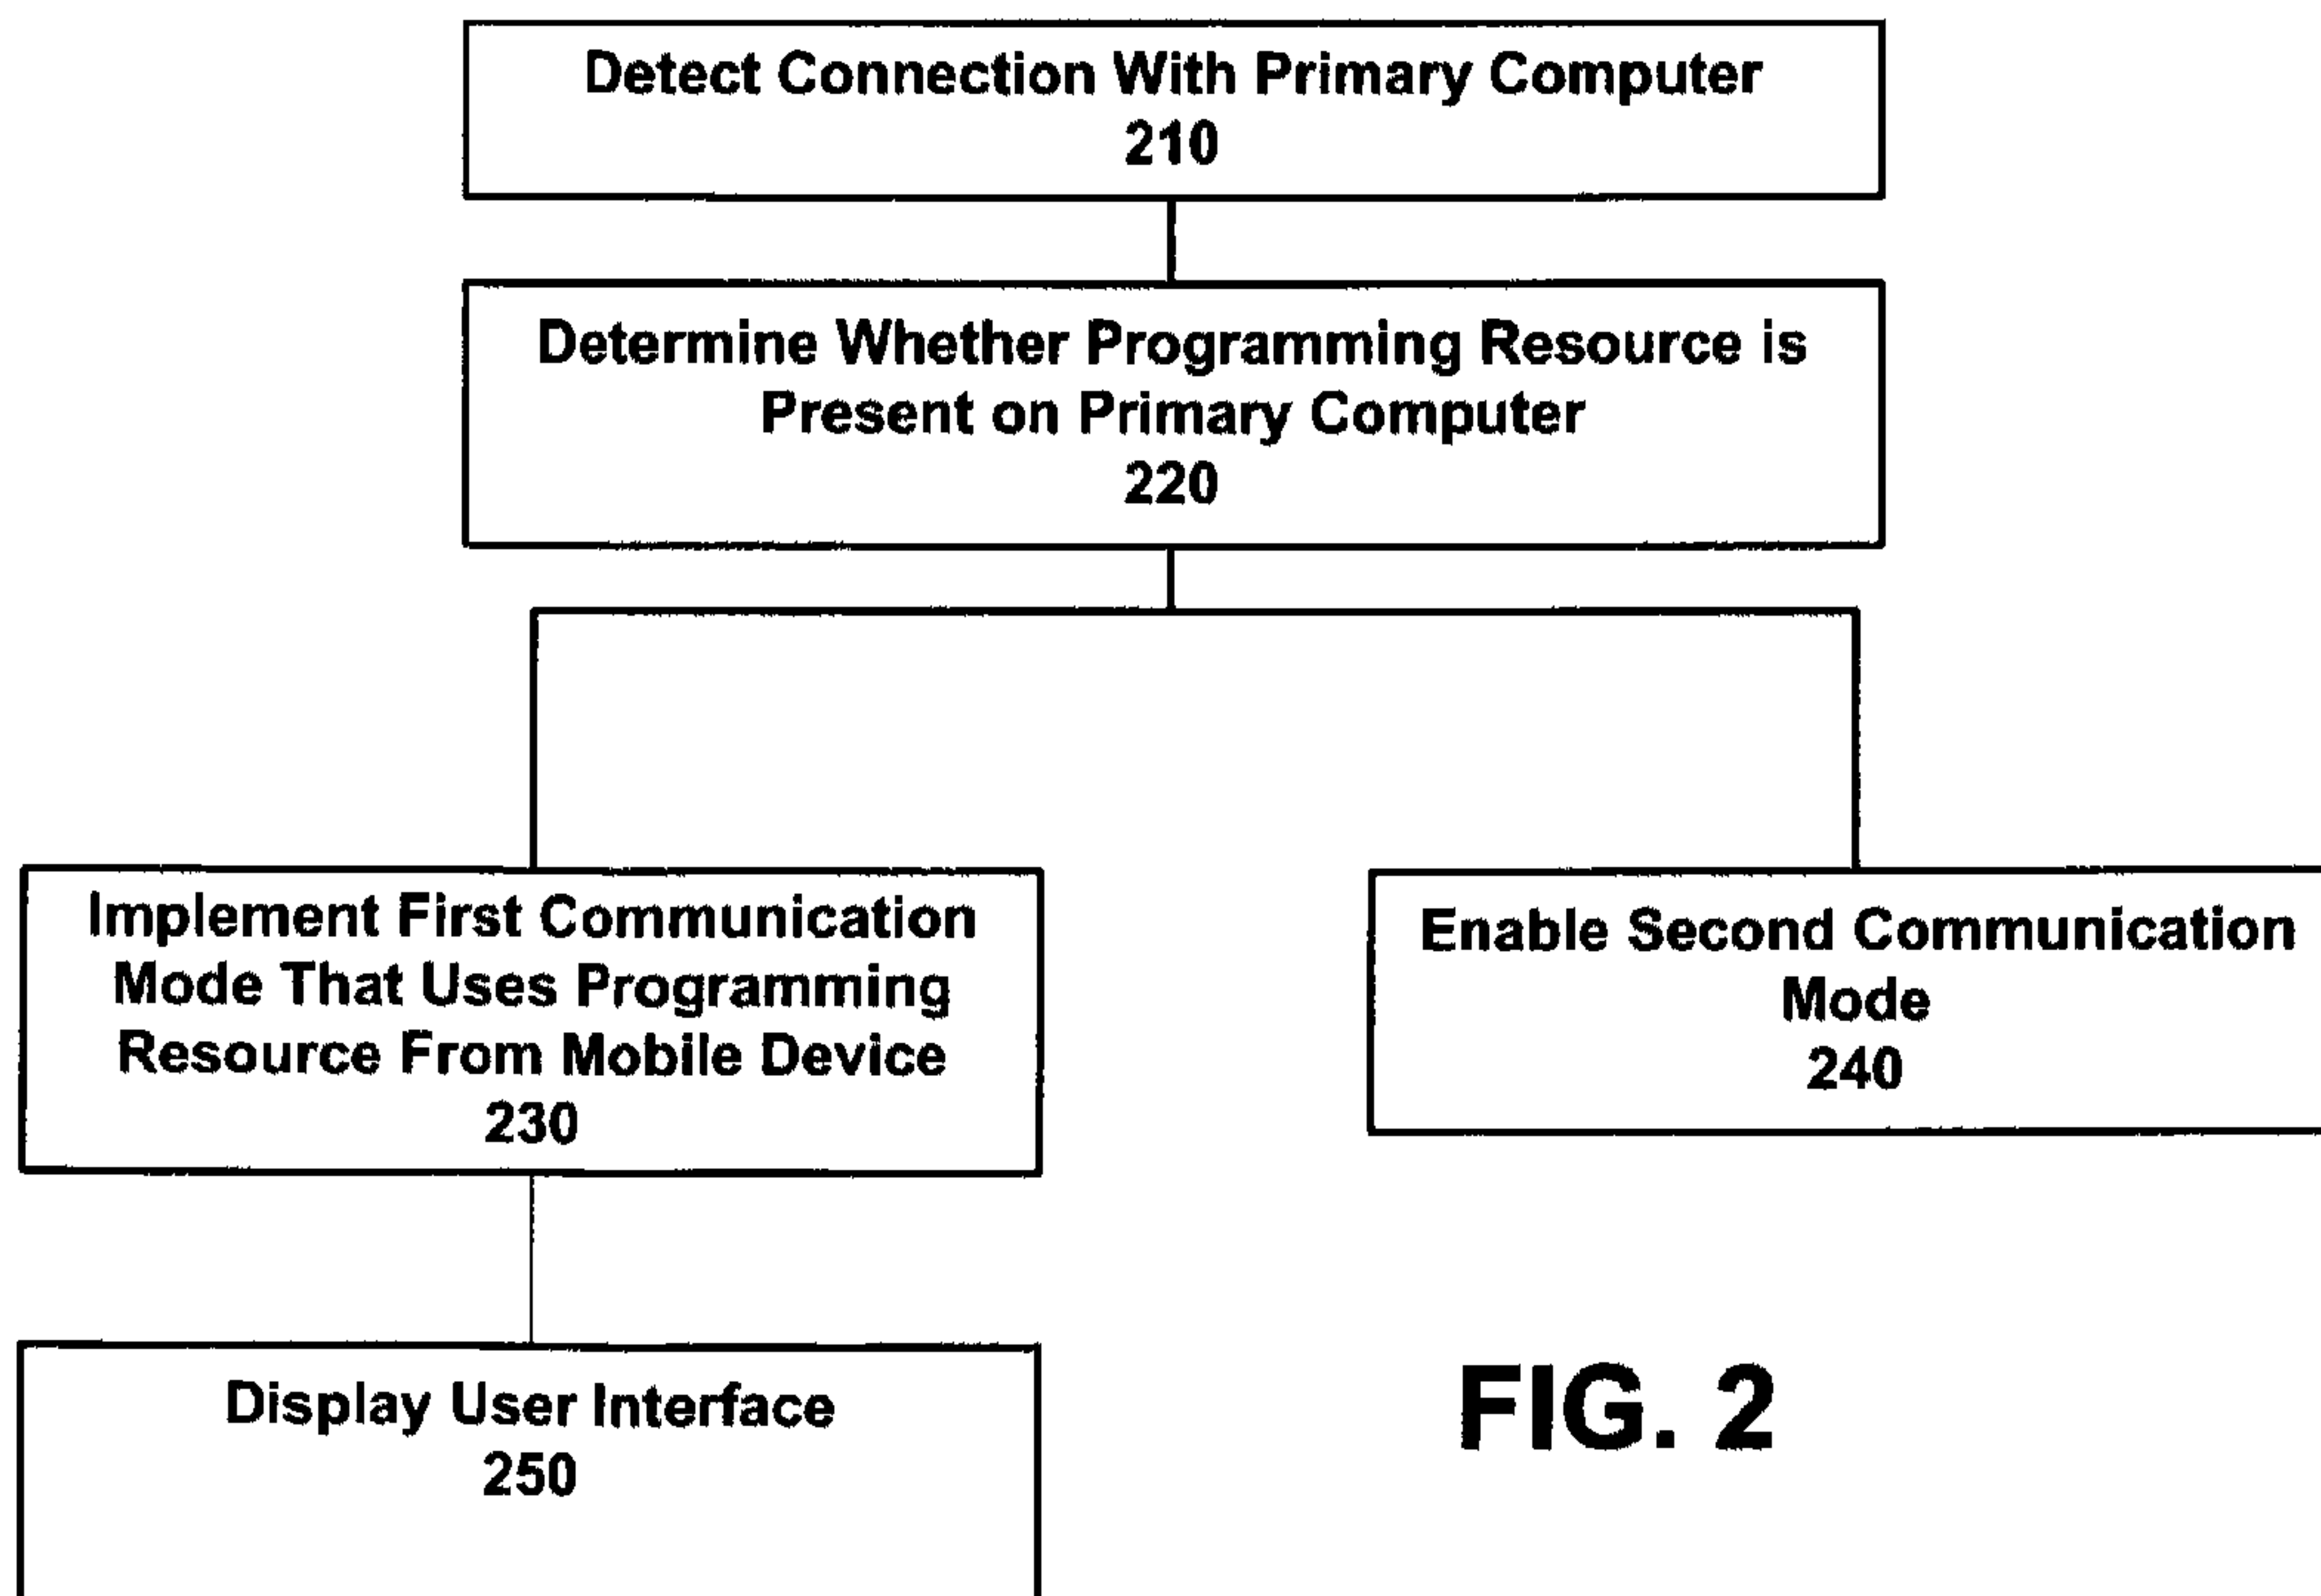 Detect Connection With Primary Computer
210
Determine Whether Programming Resource is
Present on Primary Computer
220
Implement First Communication
Mode That Uses Programming
Resource From Mobile Device
230
Enable Second Communication
Mode
240
Display User Interface
250
FIG. 2